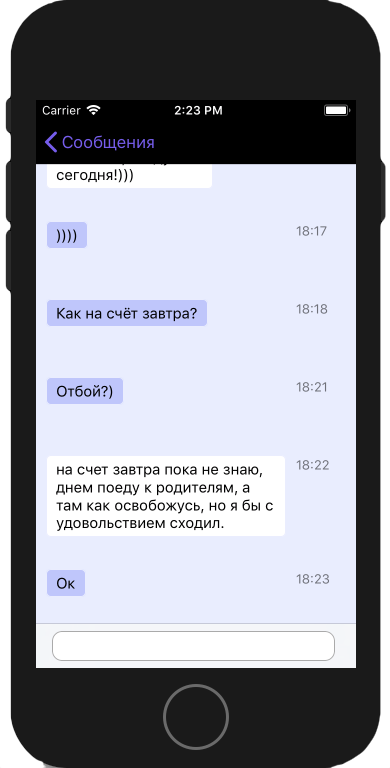 Carrier 2:23 PM
Сообщения
сегодня!)))
)))) 18:17
Как на счёт завтра? 18:18
Отбой?) 18:21
на счет завтра пока не знаю, 18:22
днем поеду к родителям, а
там как освобожусь, но я бы с
удовольствием сходил.
Ок 18:23